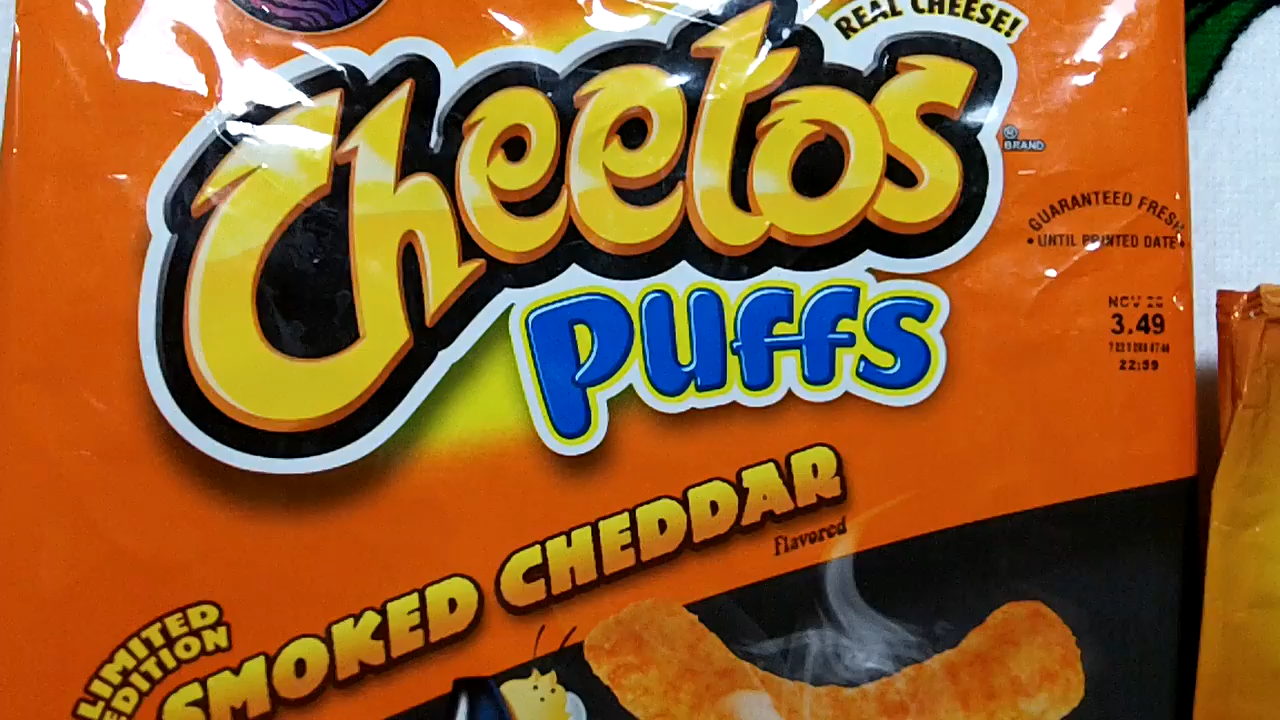 REAL CHEESE!
Cheetos
® BRAND
puffs
GUARANTEED FRESH
• UNTIL PRINTED DATE
NOV
3.49
22:59
SMOKED CHEDDAR
Flavored
LIMITED
EDITION